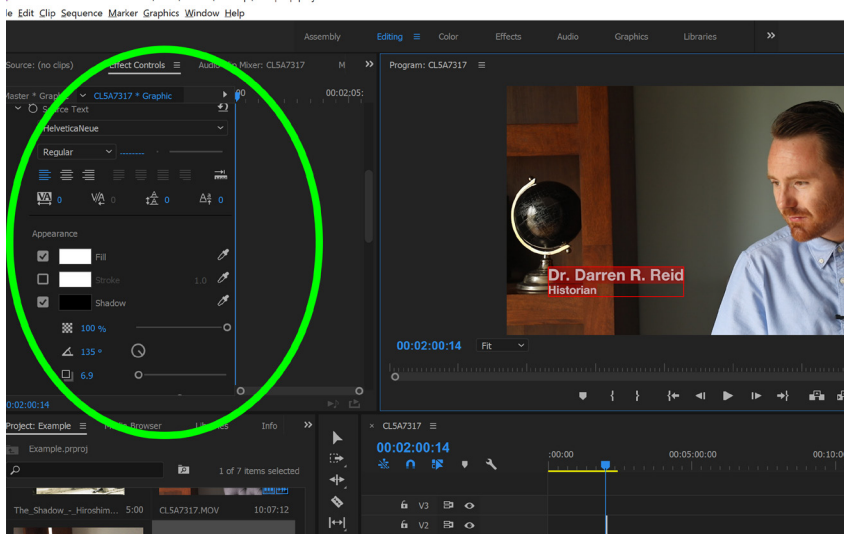 File Edit Clip Sequence Marker Graphics Window Help
Assembly Editing Color Effects Audio Graphics Libraries
Source: (no clips) Effect Controls Audio Clip Mixer: CL5A7317 M
Program: CL5A7317
Master * Graphic CL5A7317 * Graphic 00:02:05:
Source Text
HelveticaNeue
Regular
0 0 0 0
Appearance
Fill
Stroke 1.0
Shadow
100 %
135 °
6.9
0:02:00:14
Dr. Darren R. Reid
Historian
00:02:00:14 Fit
Project: Example Media Browser Libraries Info
Example.prproj
1 of 7 items selected
The_Shadow_-_Hiroshim... 5:00 CL5A7317.MOV 10:07:12
× CL5A7317
00:02:00:14
:00:00 00:05:00:00 00:10:0
V3
V2